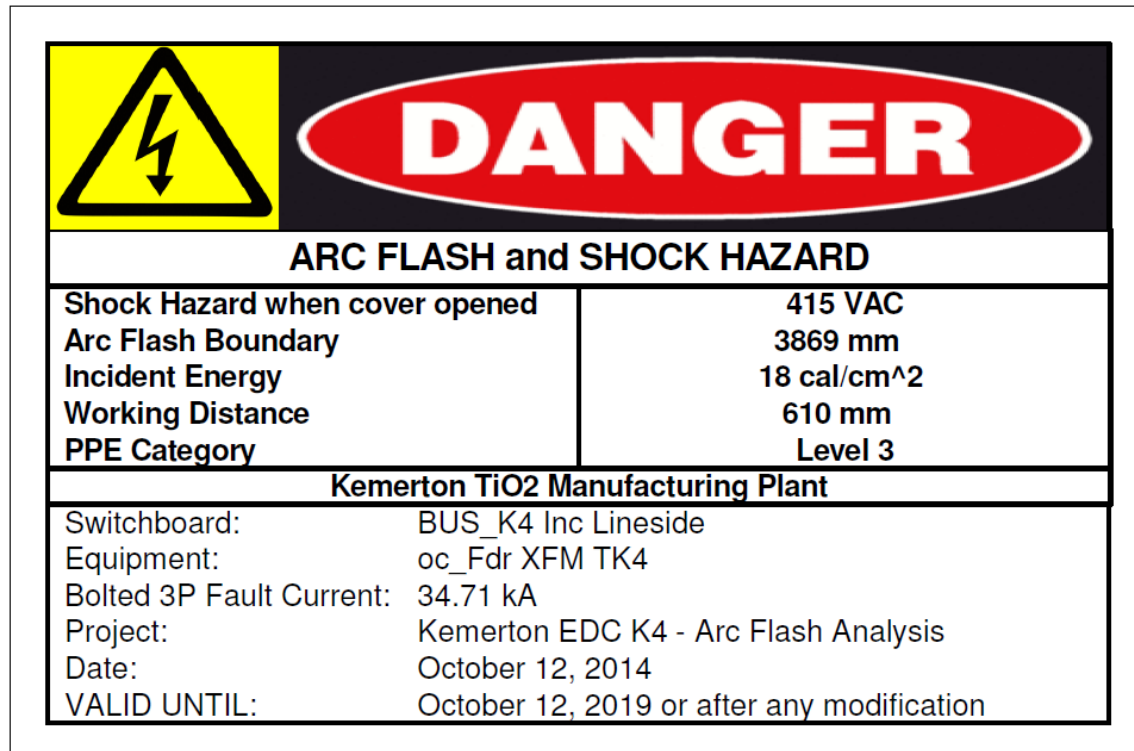 DANGER
ARC FLASH and SHOCK HAZARD
Shock Hazard when cover opened 415 VAC
Arc Flash Boundary 3869 mm
Incident Energy 18 cal/cm^2
Working Distance 610 mm
PPE Category Level 3
Kemerton TiO2 Manufacturing Plant
Switchboard: BUS_K4 Inc Lineside
Equipment: oc_Fdr XFM TK4
Bolted 3P Fault Current: 34.71 kA
Project: Kemerton EDC K4 - Arc Flash Analysis
Date: October 12, 2014
VALID UNTIL: October 12, 2019 or after any modification